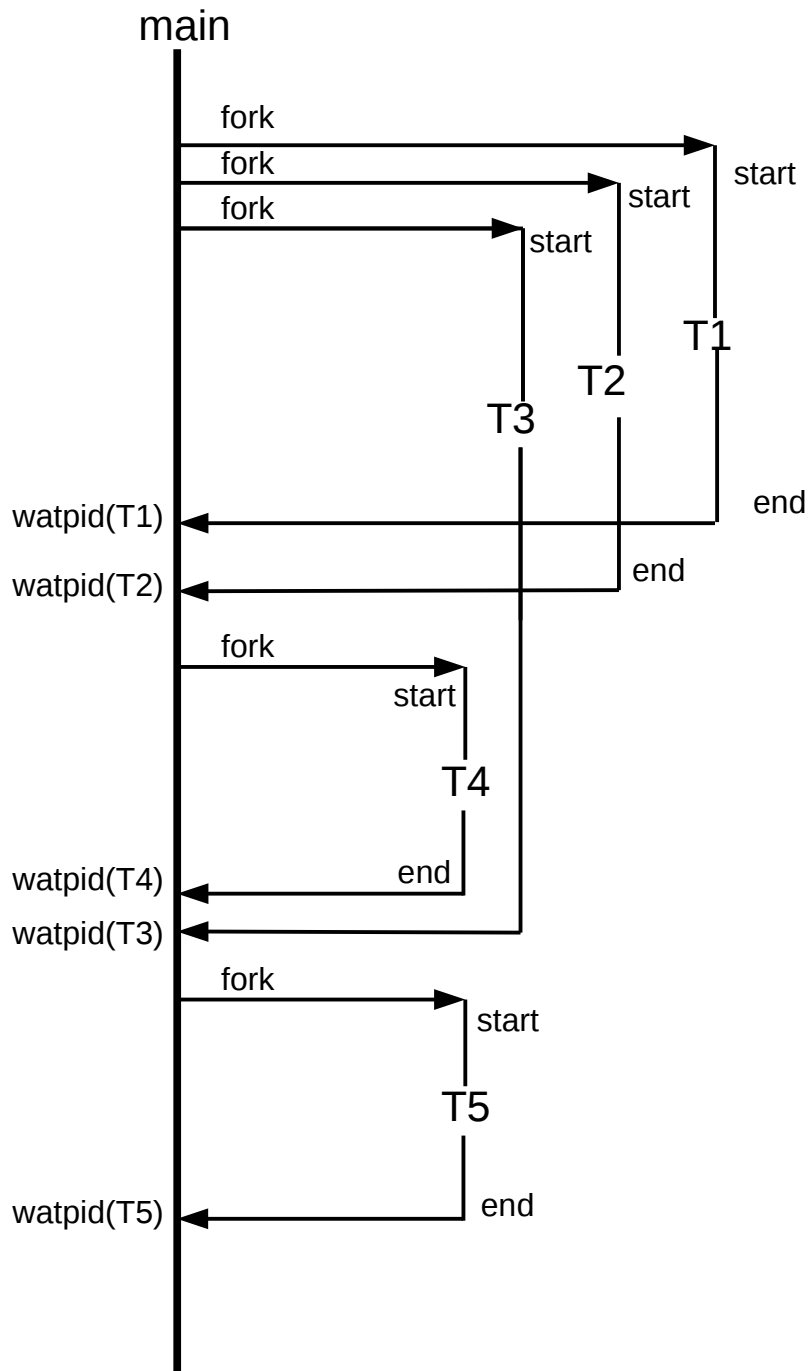 main
fork
start
fork
start
fork
start
T1
T2
T3
end
watpid(T1)
end
watpid(T2)
fork
start
T4
end
watpid(T4)
watpid(T3)
fork
start
T5
end
watpid(T5)